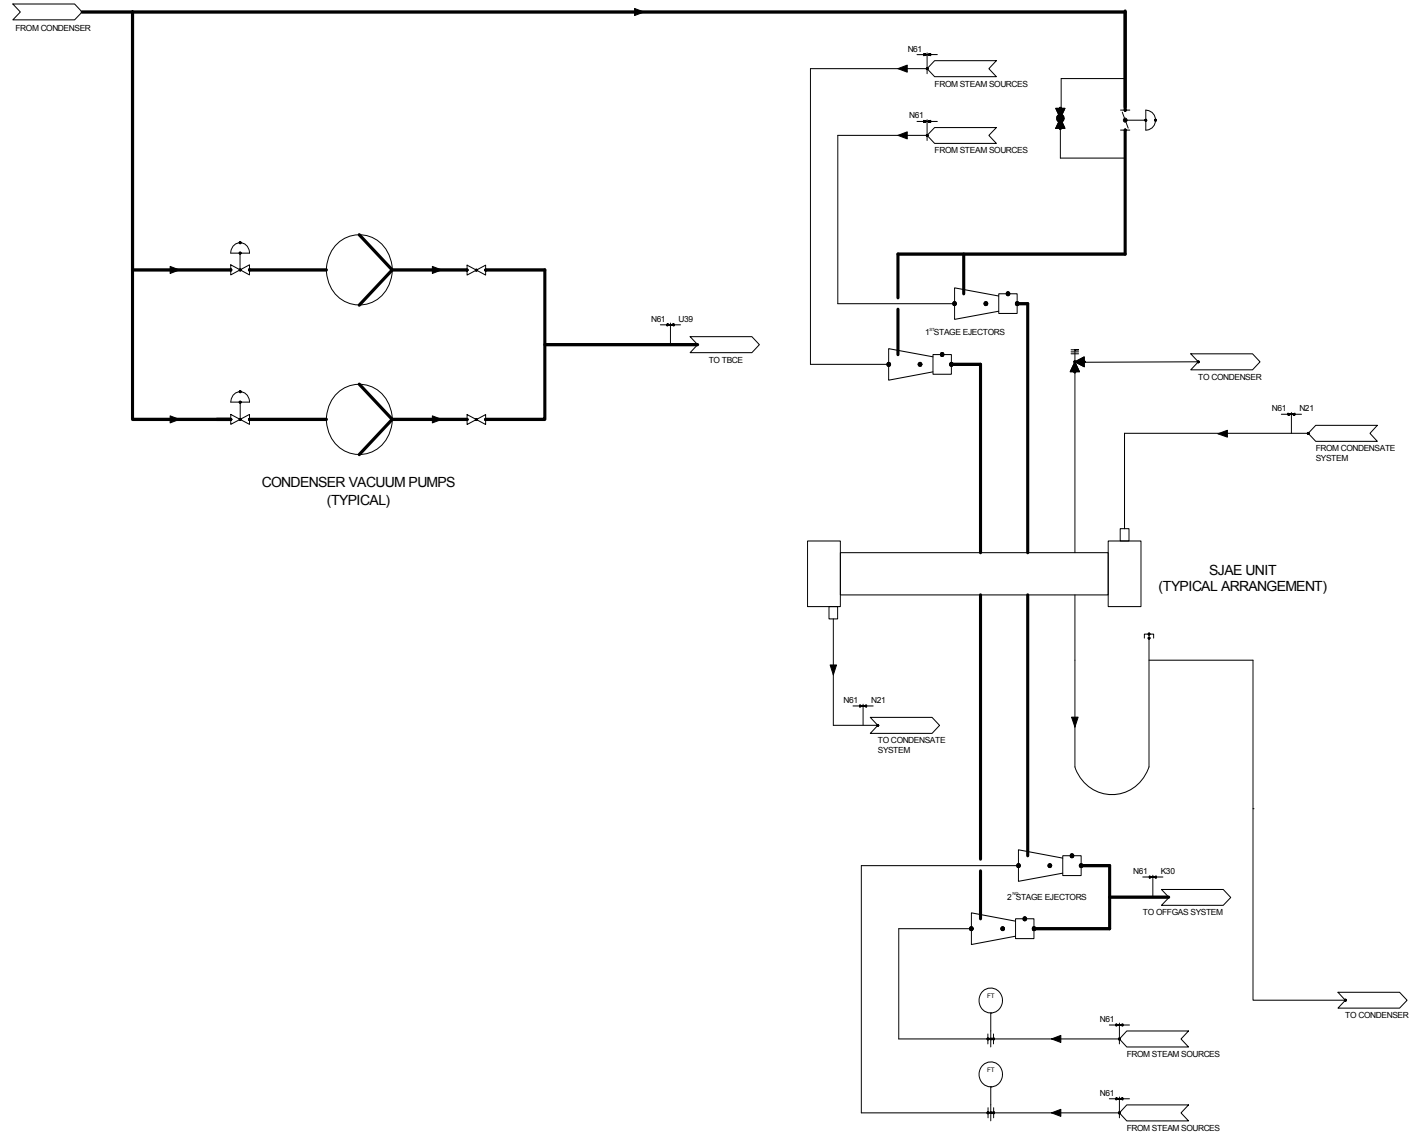 FROM CONDENSER
N61
FROM STEAM SOURCES
N61
FROM STEAM SOURCES
1ST STAGE EJECTORS
N61 U39
TO TBCE
TO CONDENSER
N61 N21
FROM CONDENSATE
SYSTEM
CONDENSER VACUUM PUMPS
(TYPICAL)
SJAE UNIT
(TYPICAL ARRANGEMENT)
N61 N21
TO CONDENSATE
SYSTEM
N61 K30
2ND STAGE EJECTORS
TO OFFGAS SYSTEM
FT
TO CONDENSER
N61
FROM STEAM SOURCES
FT
N61
FROM STEAM SOURCES